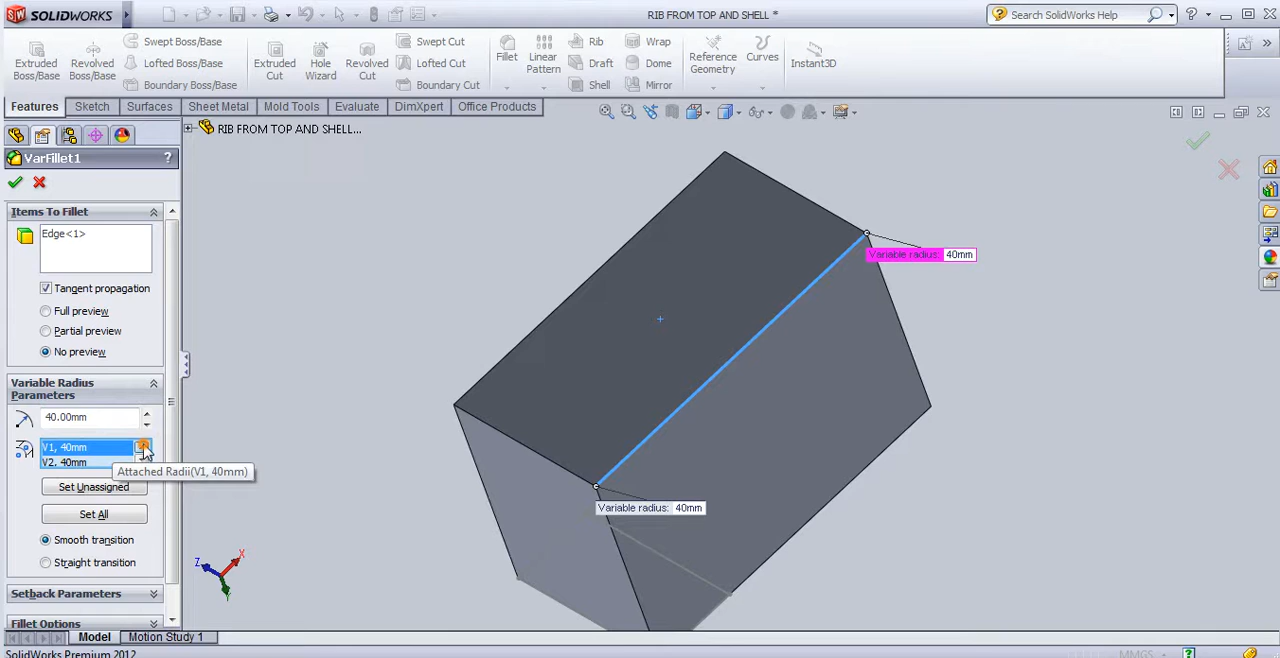 SOLIDWORKS
RIB FROM TOP AND SHELL *
Search SolidWorks Help
Extruded Boss/Base
Revolved Boss/Base
Swept Boss/Base
Lofted Boss/Base
Boundary Boss/Base
Extruded Cut
Hole Wizard
Revolved Cut
Swept Cut
Lofted Cut
Boundary Cut
Fillet
Linear Pattern
Rib
Draft
Shell
Wrap
Dome
Mirror
Reference Geometry
Curves
Instant3D
Features
Sketch
Surfaces
Sheet Metal
Mold Tools
Evaluate
DimXpert
Office Products
RIB FROM TOP AND SHELL...
VarFillet1
?
Items To Fillet
Edge<1>
Tangent propagation
Full preview
Partial preview
No preview
Variable Radius
Parameters
40.00mm
V1, 40mm
V2, 40mm
Attached Radii(V1, 40mm)
Set Unassigned
Set All
Smooth transition
Straight transition
Setback Parameters
Fillet Options
Variable radius: 40mm
Variable radius: 40mm
X
Z
Y
Model
Motion Study 1
SolidWorks Premium 2012
MMGS